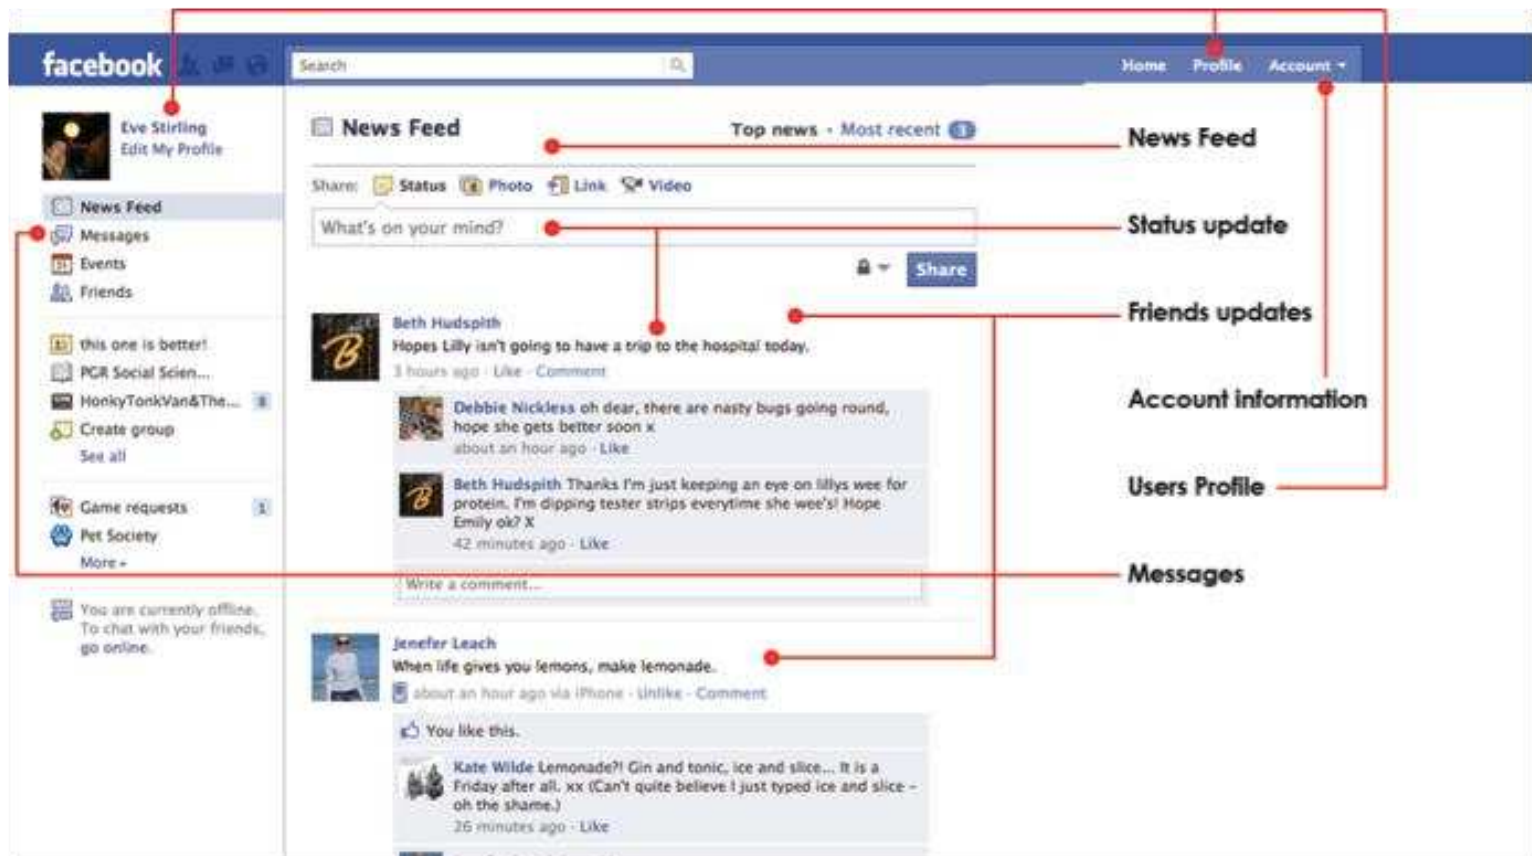 facebook
Search
Home Profile Account
Eve Stirling
Edit My Profile
News Feed
Messages
Events
Friends
this one is better!
PGR Social Scien...
HonkyTonkVan&The... 8
Create group
See all
Game requests 1
Pet Society
More
You are currently offline.
To chat with your friends,
go online.
News Feed
Top news · Most recent
Share: Status Photo Link Video
What's on your mind?
Share
Beth Hudspith
Hopes Lilly isn't going to have a trip to the hospital today.
3 hours ago · Like · Comment
Debbie Nickless oh dear, there are nasty bugs going round,
hope she gets better soon x
about an hour ago · Like
Beth Hudspith Thanks I'm just keeping an eye on lillys wee for
protein. I'm dipping tester strips everytime she wee's! Hope
Emily ok? X
42 minutes ago · Like
Write a comment...
Jenefer Leach
When life gives you lemons, make lemonade.
about an hour ago via iPhone · Unlike · Comment
You like this.
Kate Wilde Lemonade?! Gin and tonic, ice and slice... It is a
Friday after all. xx (Can't quite believe I just typed ice and slice –
oh the shame.)
26 minutes ago · Like
News Feed
Status update
Friends updates
Account information
Users Profile
Messages